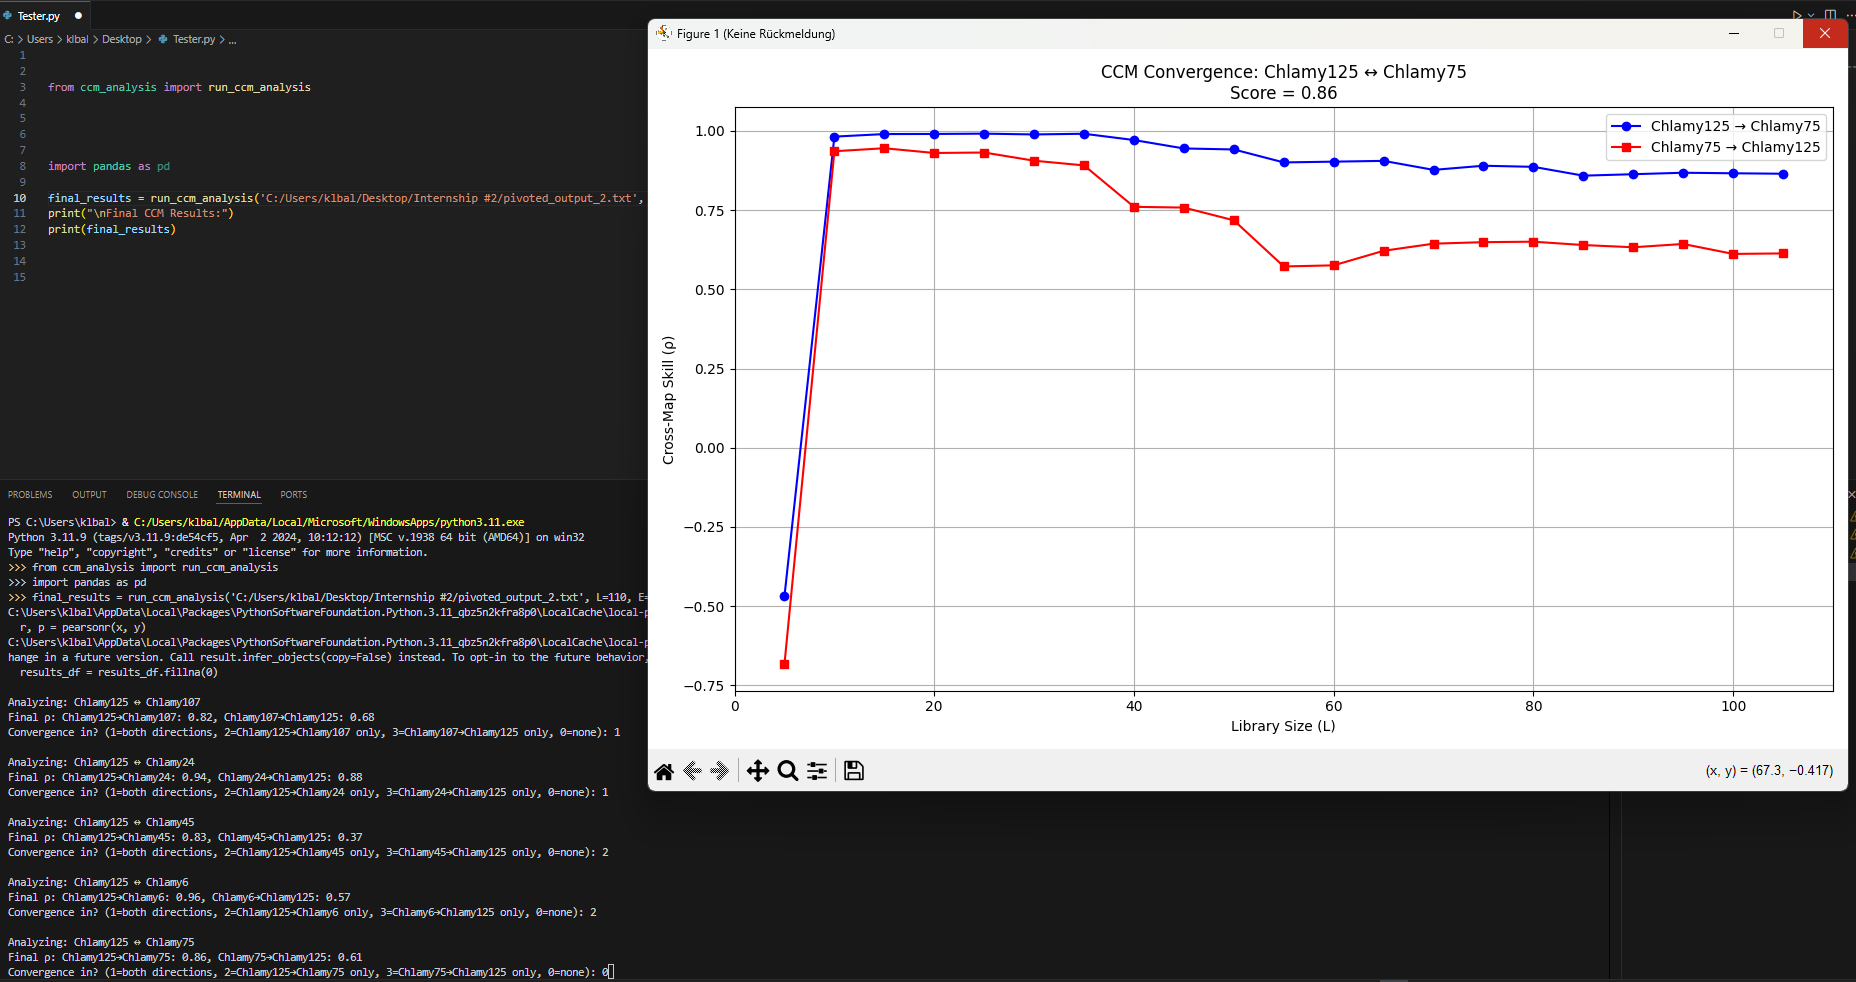 Tester.py
C: > Users > klbal > Desktop > Tester.py > ...
1
2
3 from ccm_analysis import run_ccm_analysis
4
5
6
7
8 import pandas as pd
9
10 final_results = run_ccm_analysis('C:/Users/klbal/Desktop/Internship #2/pivoted_output_2.txt',
11 print("\nFinal CCM Results:")
12 print(final_results)
13
14
15
PROBLEMS OUTPUT DEBUG CONSOLE TERMINAL PORTS
PS C:\Users\klbal> & C:/Users/klbal/AppData/Local/Microsoft/WindowsApps/python3.11.exe
Python 3.11.9 (tags/v3.11.9:de54cf5, Apr  2 2024, 10:12:12) [MSC v.1938 64 bit (AMD64)] on win32
Type "help", "copyright", "credits" or "license" for more information.
>>> from ccm_analysis import run_ccm_analysis
>>> import pandas as pd
>>> final_results = run_ccm_analysis('C:/Users/klbal/Desktop/Internship #2/pivoted_output_2.txt', L=110, E=
C:\Users\klbal\AppData\Local\Packages\PythonSoftwareFoundation.Python.3.11_qbz5n2kfra8p0\LocalCache\local-p
r, p = pearsonr(x, y)
C:\Users\klbal\AppData\Local\Packages\PythonSoftwareFoundation.Python.3.11_qbz5n2kfra8p0\LocalCache\local-p
hange in a future version. Call result.infer_objects(copy=False) instead. To opt-in to the future behavior,
results_df = results_df.fillna(0)
Analyzing: Chlamy125 ↔ Chlamy107
Final ρ: Chlamy125→Chlamy107: 0.82, Chlamy107→Chlamy125: 0.68
Convergence in? (1=both directions, 2=Chlamy125→Chlamy107 only, 3=Chlamy107→Chlamy125 only, 0=none): 1
Analyzing: Chlamy125 ↔ Chlamy24
Final ρ: Chlamy125→Chlamy24: 0.94, Chlamy24→Chlamy125: 0.88
Convergence in? (1=both directions, 2=Chlamy125→Chlamy24 only, 3=Chlamy24→Chlamy125 only, 0=none): 1
Analyzing: Chlamy125 ↔ Chlamy45
Final ρ: Chlamy125→Chlamy45: 0.83, Chlamy45→Chlamy125: 0.37
Convergence in? (1=both directions, 2=Chlamy125→Chlamy45 only, 3=Chlamy45→Chlamy125 only, 0=none): 2
Analyzing: Chlamy125 ↔ Chlamy6
Final ρ: Chlamy125→Chlamy6: 0.96, Chlamy6→Chlamy125: 0.57
Convergence in? (1=both directions, 2=Chlamy125→Chlamy6 only, 3=Chlamy6→Chlamy125 only, 0=none): 2
Analyzing: Chlamy125 ↔ Chlamy75
Final ρ: Chlamy125→Chlamy75: 0.86, Chlamy75→Chlamy125: 0.61
Convergence in? (1=both directions, 2=Chlamy125→Chlamy75 only, 3=Chlamy75→Chlamy125 only, 0=none): 0
Figure 1 (Keine Rückmeldung)
CCM Convergence: Chlamy125 ↔ Chlamy75
Score = 0.86
Chlamy125 → Chlamy75
Chlamy75 → Chlamy125
Cross-Map Skill (ρ)
1.00
0.75
0.50
0.25
0.00
−0.25
−0.50
−0.75
0 20 40 60 80 100
Library Size (L)
(x, y) = (67.3, −0.417)